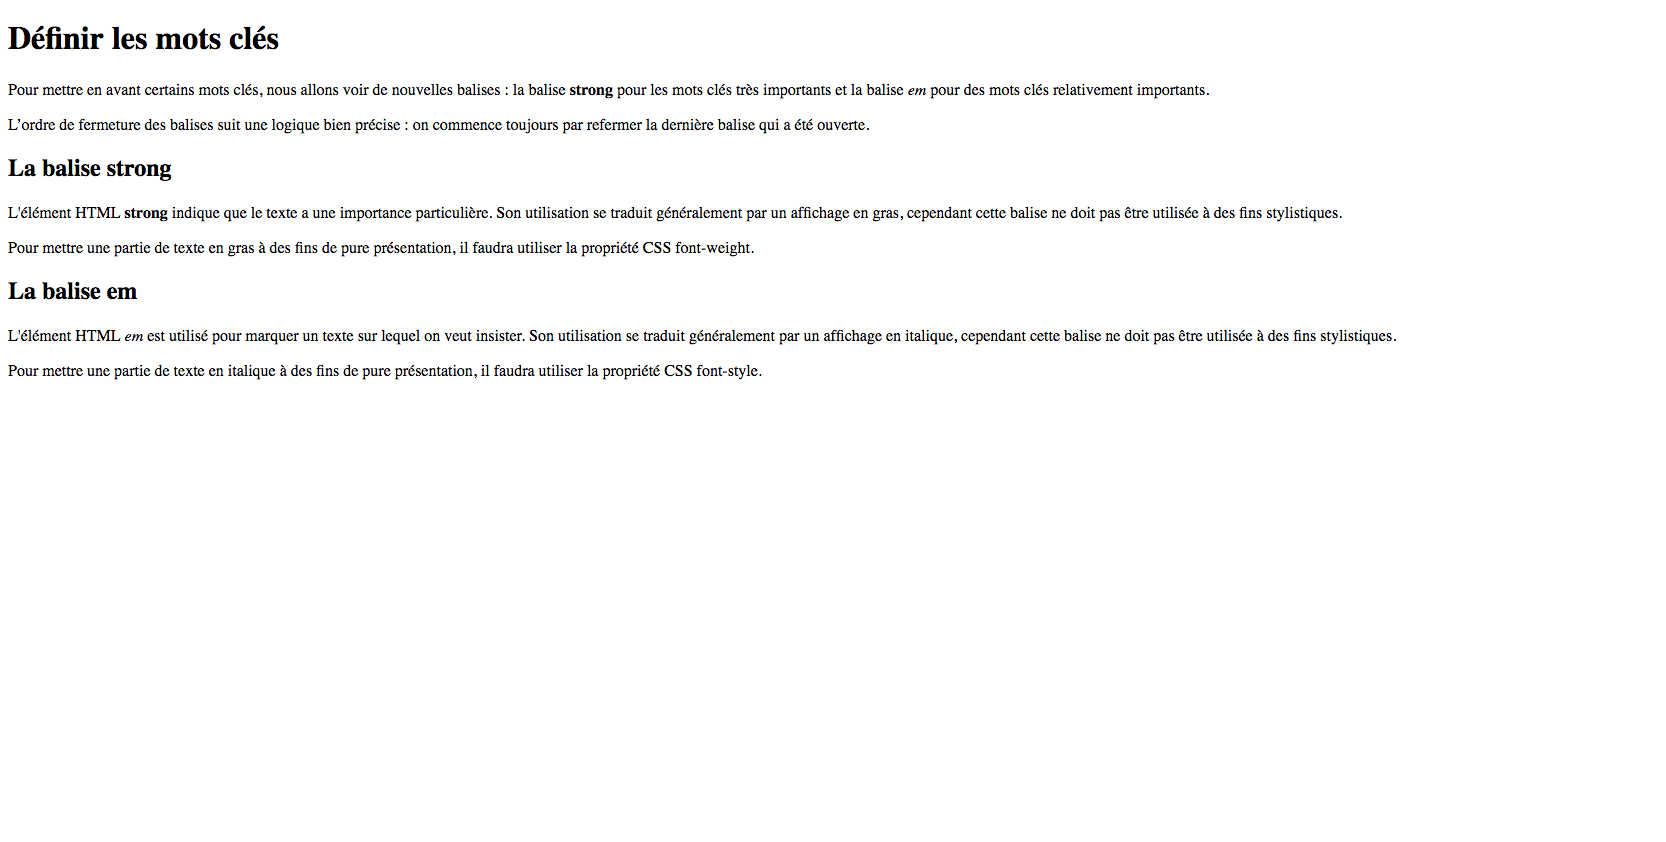 Définir les mots clés
Pour mettre en avant certains mots clés, nous allons voir de nouvelles balises : la balise strong pour les mots clés très importants et la balise em pour des mots clés relativement importants.
L’ordre de fermeture des balises suit une logique bien précise : on commence toujours par refermer la dernière balise qui a été ouverte.
La balise strong
L'élément HTML strong indique que le texte a une importance particulière. Son utilisation se traduit généralement par un affichage en gras, cependant cette balise ne doit pas être utilisée à des fins stylistiques.
Pour mettre une partie de texte en gras à des fins de pure présentation, il faudra utiliser la propriété CSS font-weight.
La balise em
L'élément HTML em est utilisé pour marquer un texte sur lequel on veut insister. Son utilisation se traduit généralement par un affichage en italique, cependant cette balise ne doit pas être utilisée à des fins stylistiques.
Pour mettre une partie de texte en italique à des fins de pure présentation, il faudra utiliser la propriété CSS font-style.